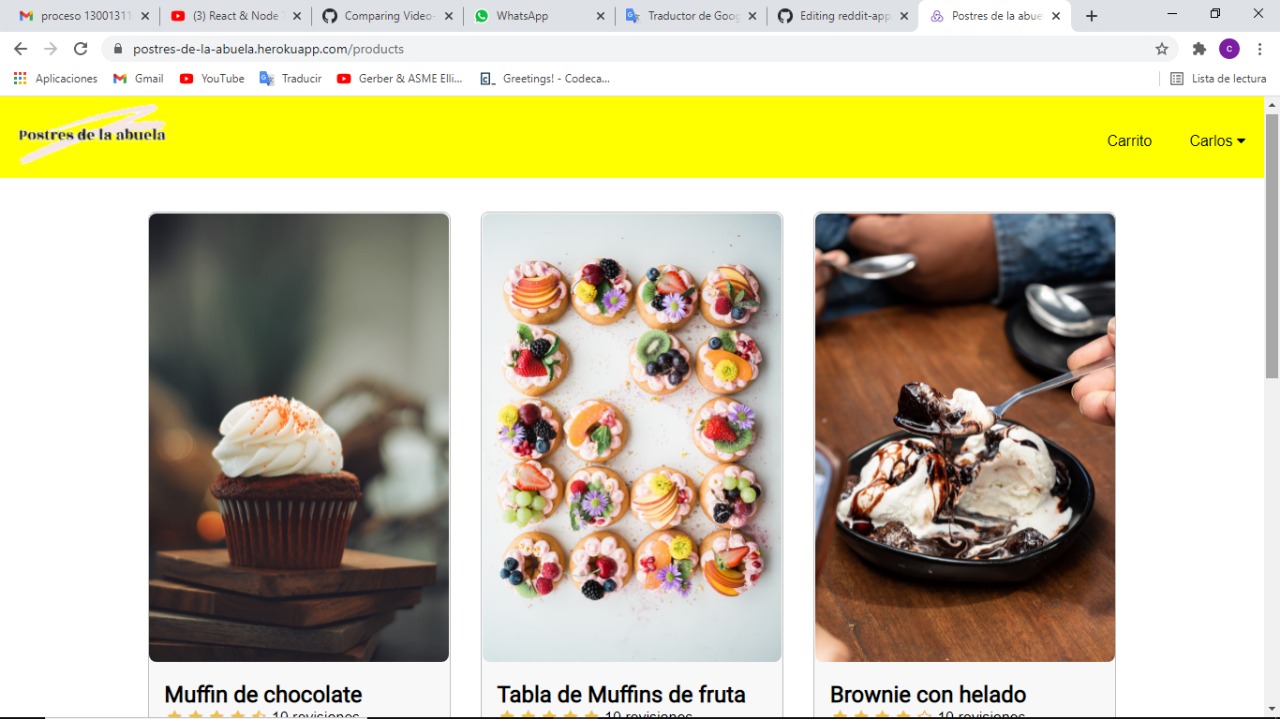 proceso 13001311
(3) React & Node
Comparing Video-
WhatsApp
Traductor de Goog
Editing reddit-app
Postres de la abue
postres-de-la-abuela.herokuapp.com/products
c
Aplicaciones
Gmail
YouTube
Traducir
Gerber & ASME Elli...
Greetings! - Codeca...
Lista de lectura
Postres de la abuela
Carrito
Carlos
Muffin de chocolate
10 revisiones
Tabla de Muffins de fruta
10 revisiones
Brownie con helado
10 revisiones